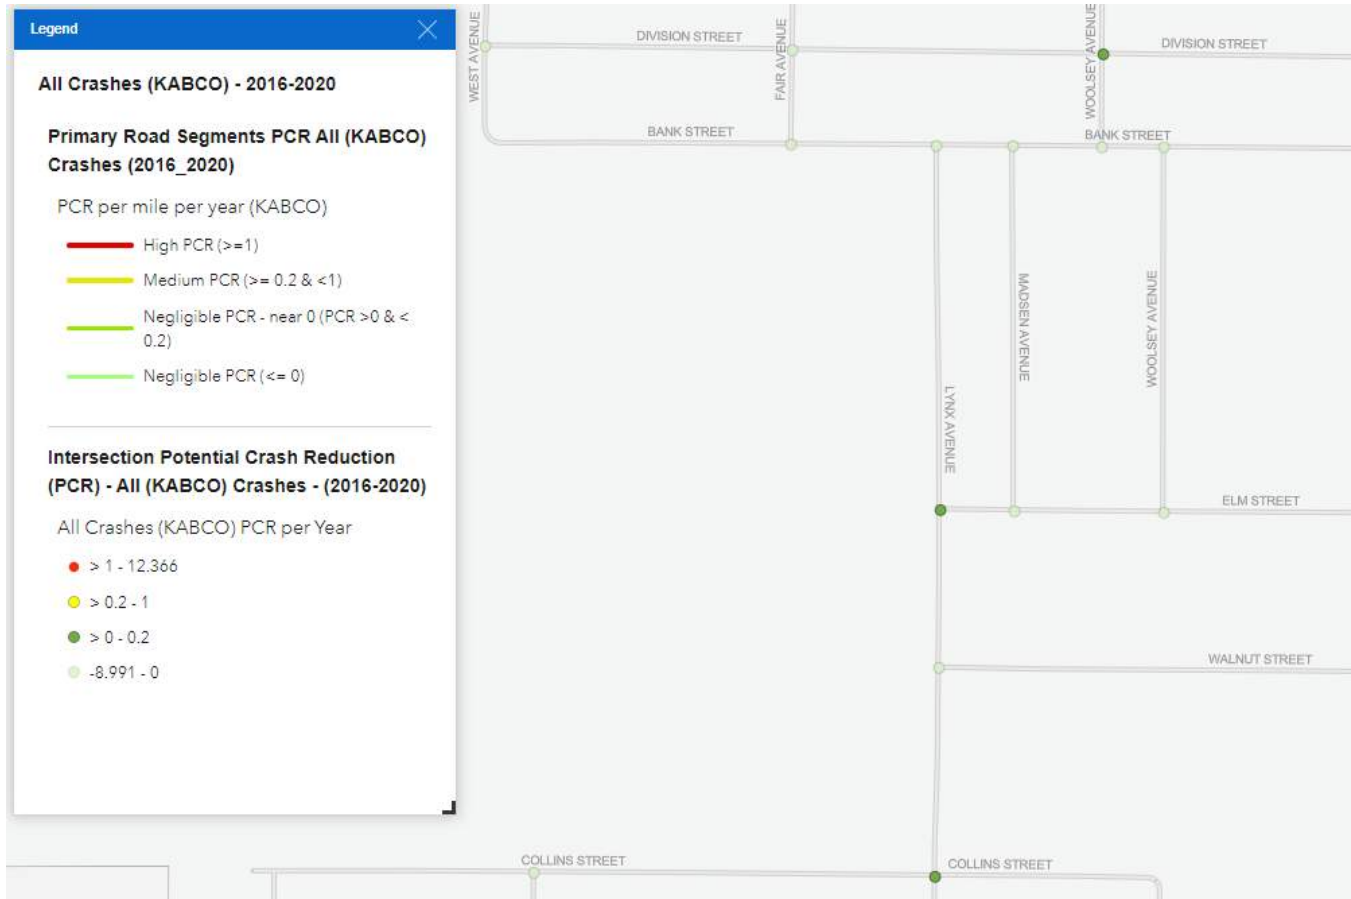 Legend
All Crashes (KABCO) - 2016-2020
Primary Road Segments PCR All (KABCO)
Crashes (2016_2020)
PCR per mile per year (KABCO)
High PCR (>=1)
Medium PCR (>= 0.2 & <1)
Negligible PCR - near 0 (PCR >0 & <
0.2)
Negligible PCR (<= 0)
Intersection Potential Crash Reduction
(PCR) - All (KABCO) Crashes - (2016-2020)
All Crashes (KABCO) PCR per Year
> 1 - 12.366
> 0.2 - 1
> 0 - 0.2
-8.991 - 0
WEST AVENUE
DIVISION STREET
FAIR AVENUE
WOOLSEY AVENUE
DIVISION STREET
BANK STREET
BANK STREET
MADSEN AVENUE
WOOLSEY AVENUE
LYNX AVENUE
ELM STREET
WALNUT STREET
COLLINS STREET
COLLINS STREET